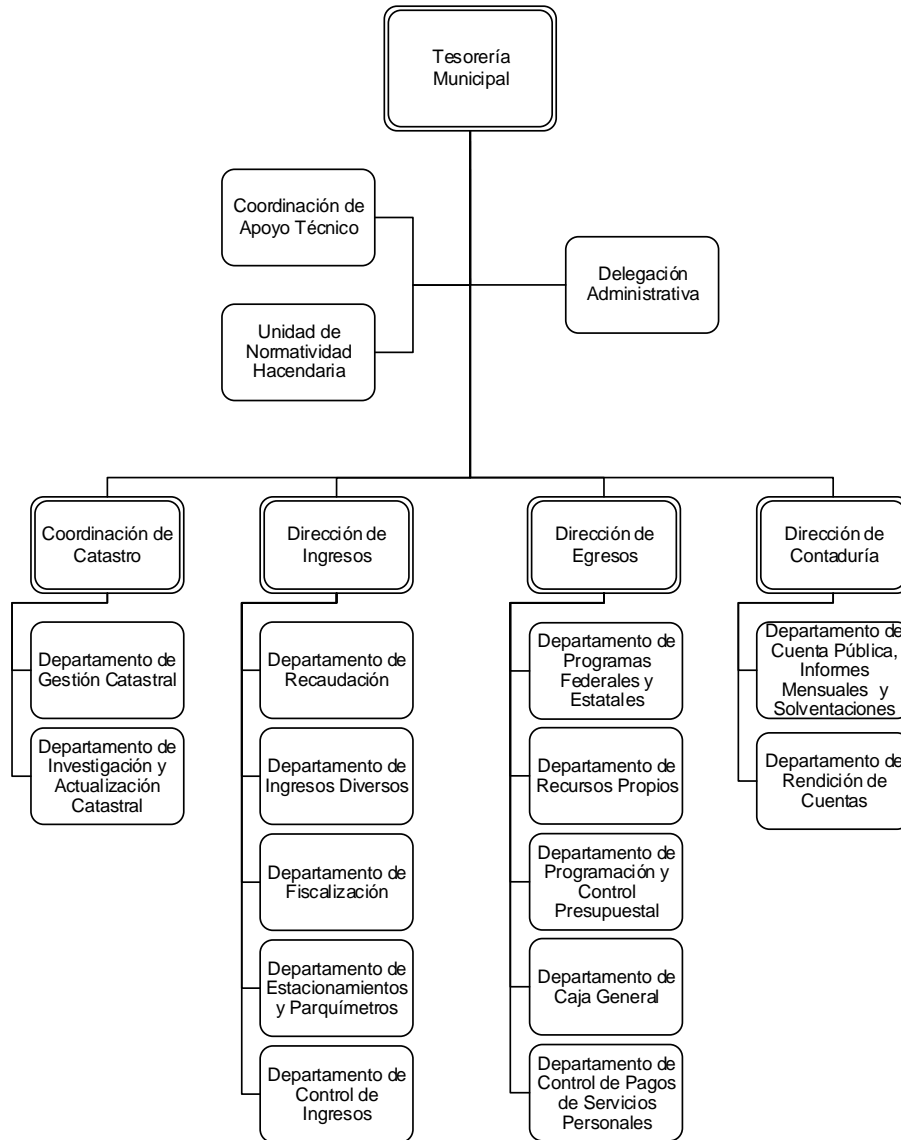 Tesorería
Municipal
Coordinación de
Apoyo Técnico
Delegación
Administrativa
Unidad de
Normatividad
Hacendaria
Coordinación de
Catastro
Dirección de
Ingresos
Dirección de
Egresos
Dirección de
Contaduría
Departamento de
Gestión Catastral
Departamento de
Investigación y
Actualización
Catastral
Departamento de
Recaudación
Departamento de
Ingresos Diversos
Departamento de
Fiscalización
Departamento de
Estacionamientos
y Parquímetros
Departamento de
Control de
Ingresos
Departamento de
Programas
Federales y
Estatales
Departamento de
Recursos Propios
Departamento de
Programación y
Control
Presupuestal
Departamento de
Caja General
Departamento de
Control de Pagos
de Servicios
Personales
Departamento de
Cuenta Pública,
Informes
Mensuales y
Solventaciones
Departamento de
Rendición de
Cuentas